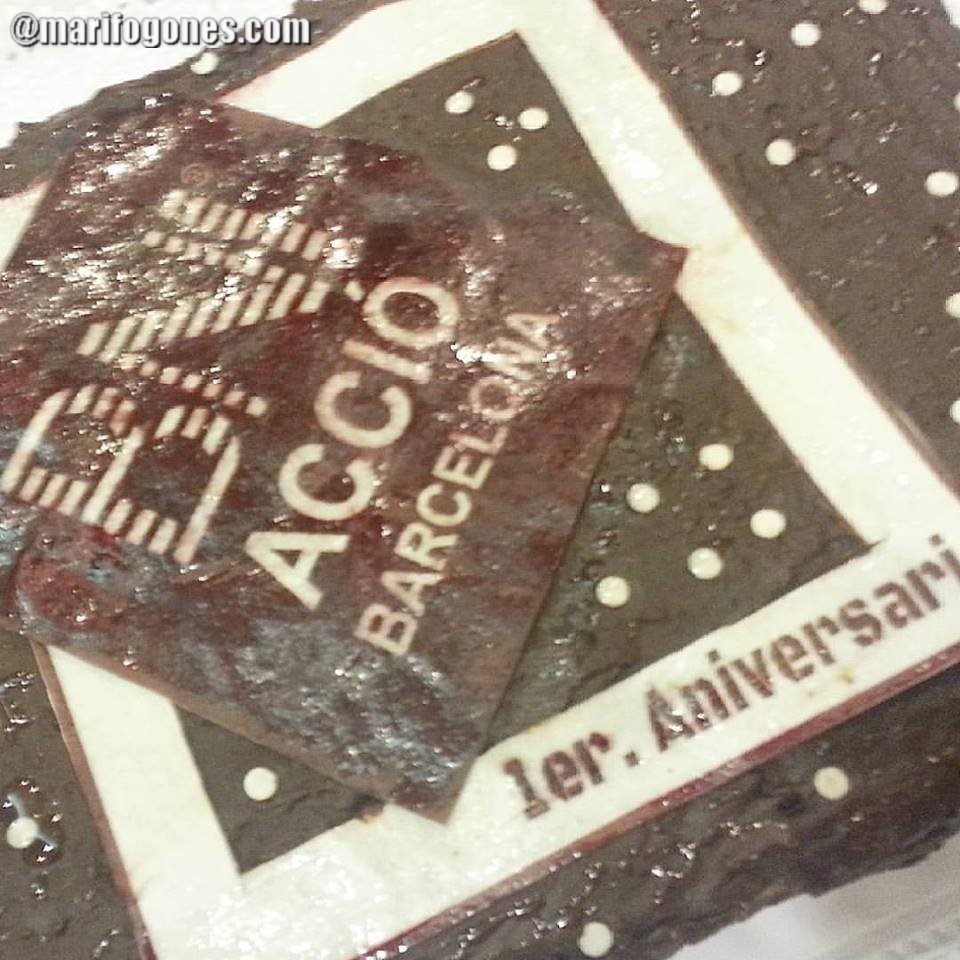 @marifogones.com
ACCIÓ
BARCELONA
1er. Aniversari